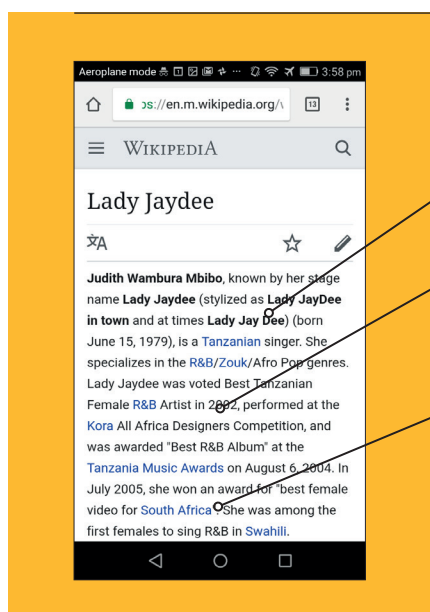 Aeroplane mode 3:58 pm
ps://en.m.wikipedia.org/ 13
WIKIPEDIA
Lady Jaydee
文A
Judith Wambura Mbibo, known by her stage
name Lady Jaydee (stylized as Lady JayDee
in town and at times Lady Jay Dee) (born
June 15, 1979), is a Tanzanian singer. She
specializes in the R&B/Zouk/Afro Pop genres.
Lady Jaydee was voted Best Tanzanian
Female R&B Artist in 2002, performed at the
Kora All Africa Designers Competition, and
was awarded "Best R&B Album" at the
Tanzania Music Awards on August 6, 2004. In
July 2005, she won an award for "best female
video for South Africa". She was among the
first females to sing R&B in Swahili.